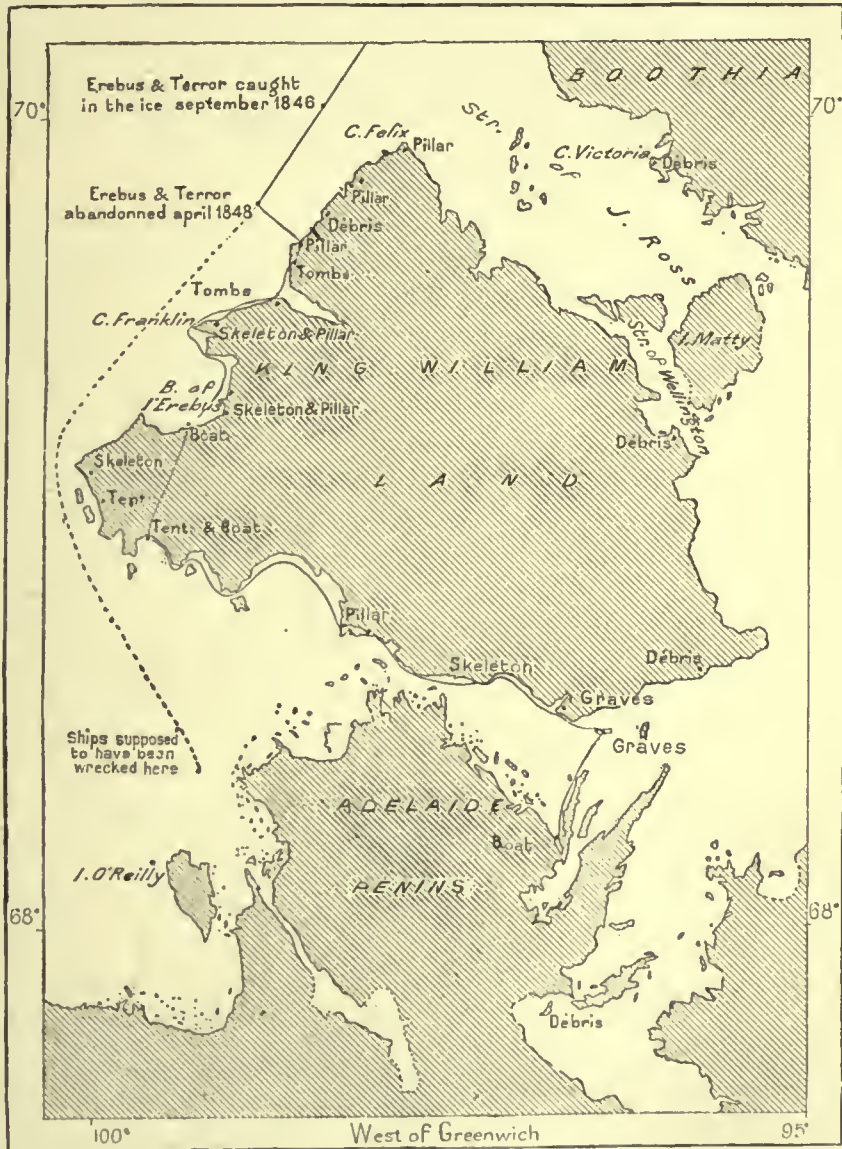 BOOTHIA
Erebus & Terror caught
in the ice september 1846
70°
70°
C. Felix
Pillar
Str. of J. Ross
C. Victoria
Débris
Pillar
Erebus & Terror
abandonned april 1848
Débris
Pillar
Tombs
Tombs
C. Franklin
Skeleton & Pillar
KING WILLIAM
LAND
I. Matty
Str. of Wellington
B. of
l'Erebus
Skeleton & Pillar
Boat
Débris
Skeleton
Tent
Tent & Boat
Pillar
Skeleton
Débris
Graves
Graves
Ships supposed
to have been
wrecked here
ADELAIDE
PENINS
Boat
I. O'Reilly
68°
68°
Débris
100°
West of Greenwich
95°